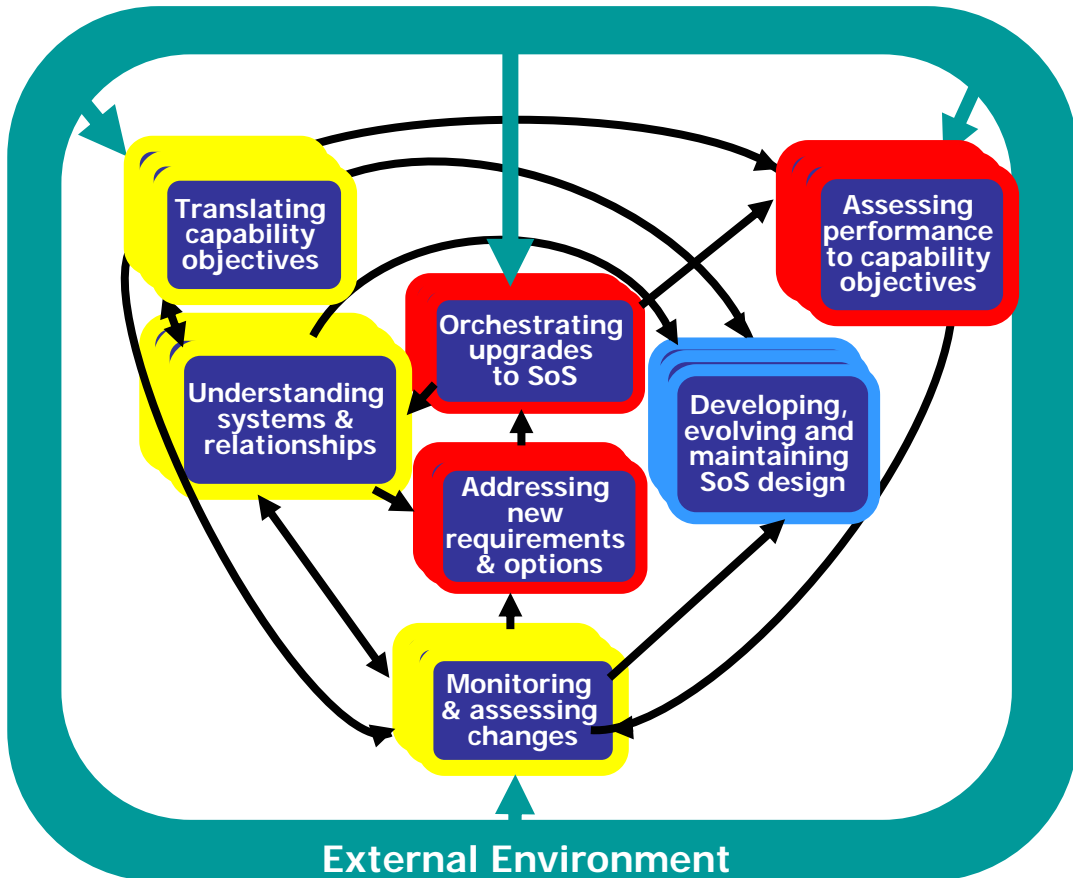 Translating
capability
objectives
Assessing
performance
to capability
objectives
Orchestrating
upgrades
to SoS
Understanding
systems &
relationships
Developing,
evolving and
maintaining
SoS design
Addressing
new
requirements
& options
Monitoring
& assessing
changes
External Environment